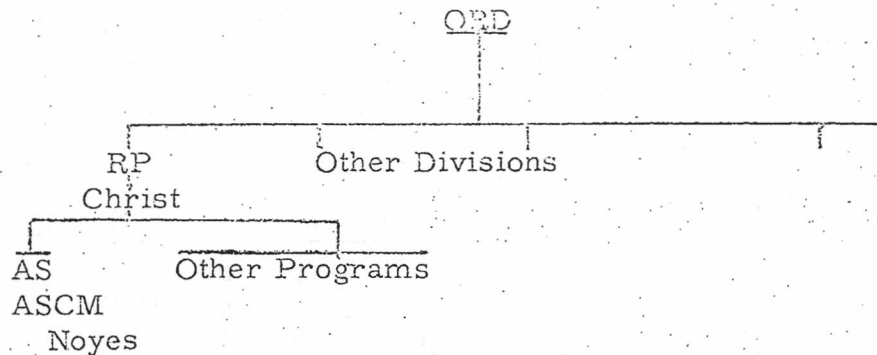 ORD
RP
Other Divisions
Christ
AS
Other Programs
ASCM
Noyes